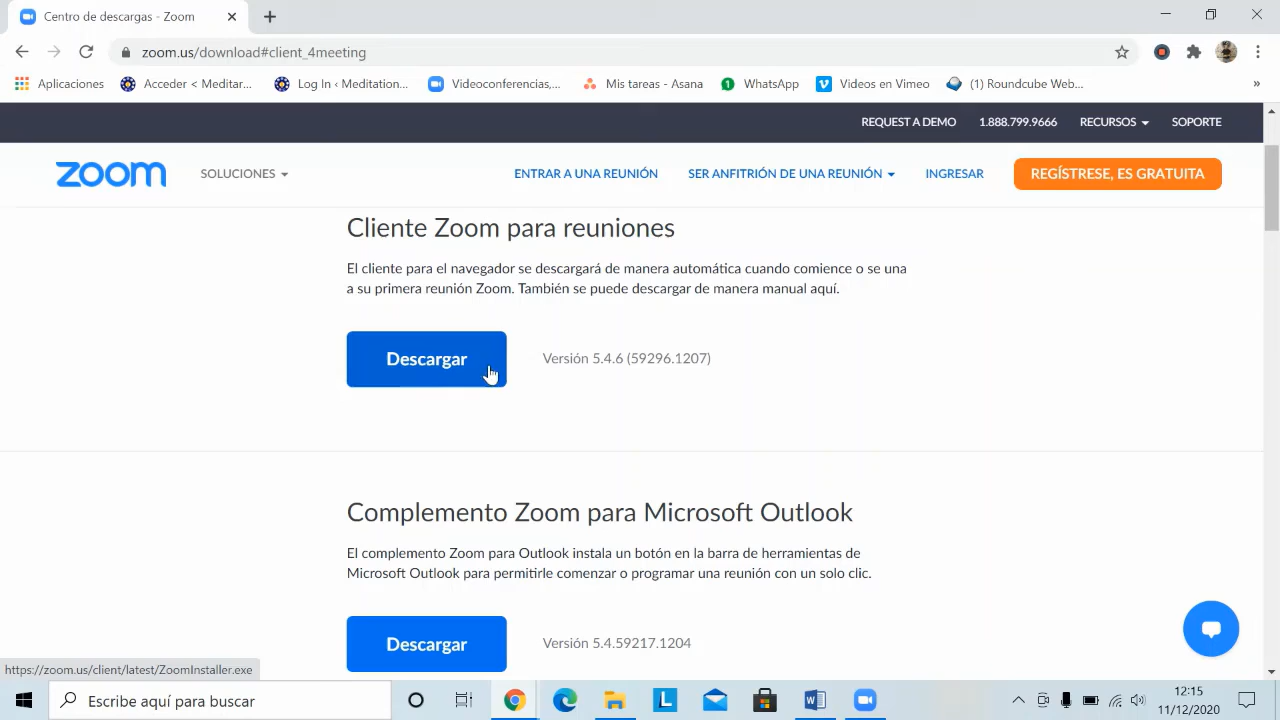 Centro de descargas - Zoom
zoom.us/download#client_4meeting
Aplicaciones
Acceder < Meditar...
Log In ‹ Meditation...
Videoconferencias,...
Mis tareas - Asana
1
WhatsApp
Videos en Vimeo
(1) Roundcube Web...
»
REQUEST A DEMO
1.888.799.9666
RECURSOS
SOPORTE
zoom
SOLUCIONES
ENTRAR A UNA REUNIÓN
SER ANFITRIÓN DE UNA REUNIÓN
INGRESAR
REGÍSTRESE, ES GRATUITA
Cliente Zoom para reuniones
El cliente para el navegador se descargará de manera automática cuando comience o se una
a su primera reunión Zoom. También se puede descargar de manera manual aquí.
Descargar
Versión 5.4.6 (59296.1207)
Complemento Zoom para Microsoft Outlook
El complemento Zoom para Outlook instala un botón en la barra de herramientas de
Microsoft Outlook para permitirle comenzar o programar una reunión con un solo clic.
Descargar
Versión 5.4.59217.1204
https://zoom.us/client/latest/ZoomInstaller.exe
Escribe aquí para buscar
L
12:15
11/12/2020